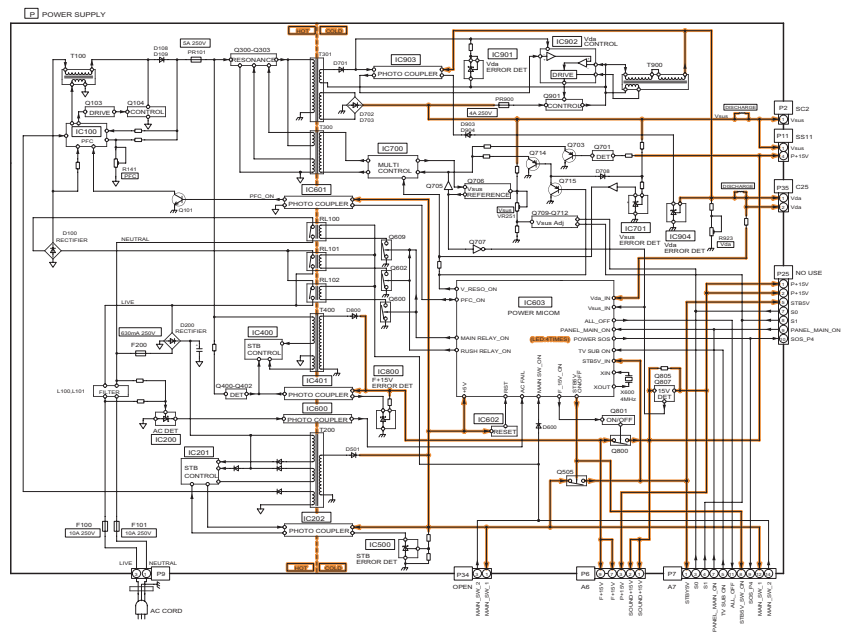 P POWER SUPPLY
HOT COLD
5A 250V
PR101
D108
D109
T100
Q300-Q303
RESONANCE
T301
D701
IC903
PHOTO COUPLER
IC901
Vda
ERROR DET
IC902 Vda
CONTROL
DRIVE
T900
Q901
CONTROL
PR900
4A 250V
D702
D703
Q103
DRIVE
Q104
CONTROL
IC100
PFC
R141
PFC
T300
D903
D904
IC700
MULTI
CONTROL
Q714
Q703
Q701
DET
D708
Q715
Q705
Q706
Vsus
REFERENCE
Vsus
VR251
Q709-Q712
Vsus Adj
IC701
Vsus
ERROR DET
IC904
Vda
ERROR DET
R923
Vda
DISCHARGE
Vsus
P2 SC2
Vsus
P11 SS11
Vsus
P+15V
DISCHARGE
P35 C25
Vda
Vda
P25 NO USE
P+15V
P+15V
STB5V
S0
S1
PANEL_MAIN_ON
SOS_P4
Q101
PFC_ON
IC601
PHOTO COUPLER
D100
RECTIFIER
NEUTRAL
RL100
RL101
RL102
Q609
Q602
Q600
Q707
LIVE
T400
D800
V_RESO_ON
PFC_ON
MAIN RELAY_ON
RUSH RELAY_ON
IC603
POWER MICOM
Vda_IN
Vsus_IN
ALL_OFF
PANEL_MAIN_ON
(LED:4TIMES)
POWER SOS
TV SUB ON
STB5V_IN
XIN
XOUT
X600
4MHz
+5V
RST
AC FAIL
MAIN SW_ON
F_15V_ON
STB5V
ON/OFF
630mA 250V
D200
RECTIFIER
F200
IC400
STB
CONTROL
IC800
F+15V
ERROR DET
L100,L101
FILTER
Q400-Q402
DET
IC401
PHOTO COUPLER
IC600
PHOTO COUPLER
AC DET
IC200
T200
D501
IC201
STB
CONTROL
IC602
RESET
D600
Q801
ON/OFF
Q800
Q805
Q807
15V
DET
Q505
F100
10A 250V
F101
10A 250V
IC202
PHOTO COUPLER
IC500
STB
ERROR DET
HOT COLD
LIVE NEUTRAL
P9
AC CORD
P34
OPEN
MAIN_SW_2
MAIN_SW_1
P6
A6
F+15V
F+15V
P+15V
SOUND+15V
SOUND+15V
P7
A7
STBY5V
S0
S1
PANEL_MAIN_ON
TV SUB ON
ALL_OFF
STB5V_SW_ON
SOS_P4
MAIN_SW_1
MAIN_SW_2